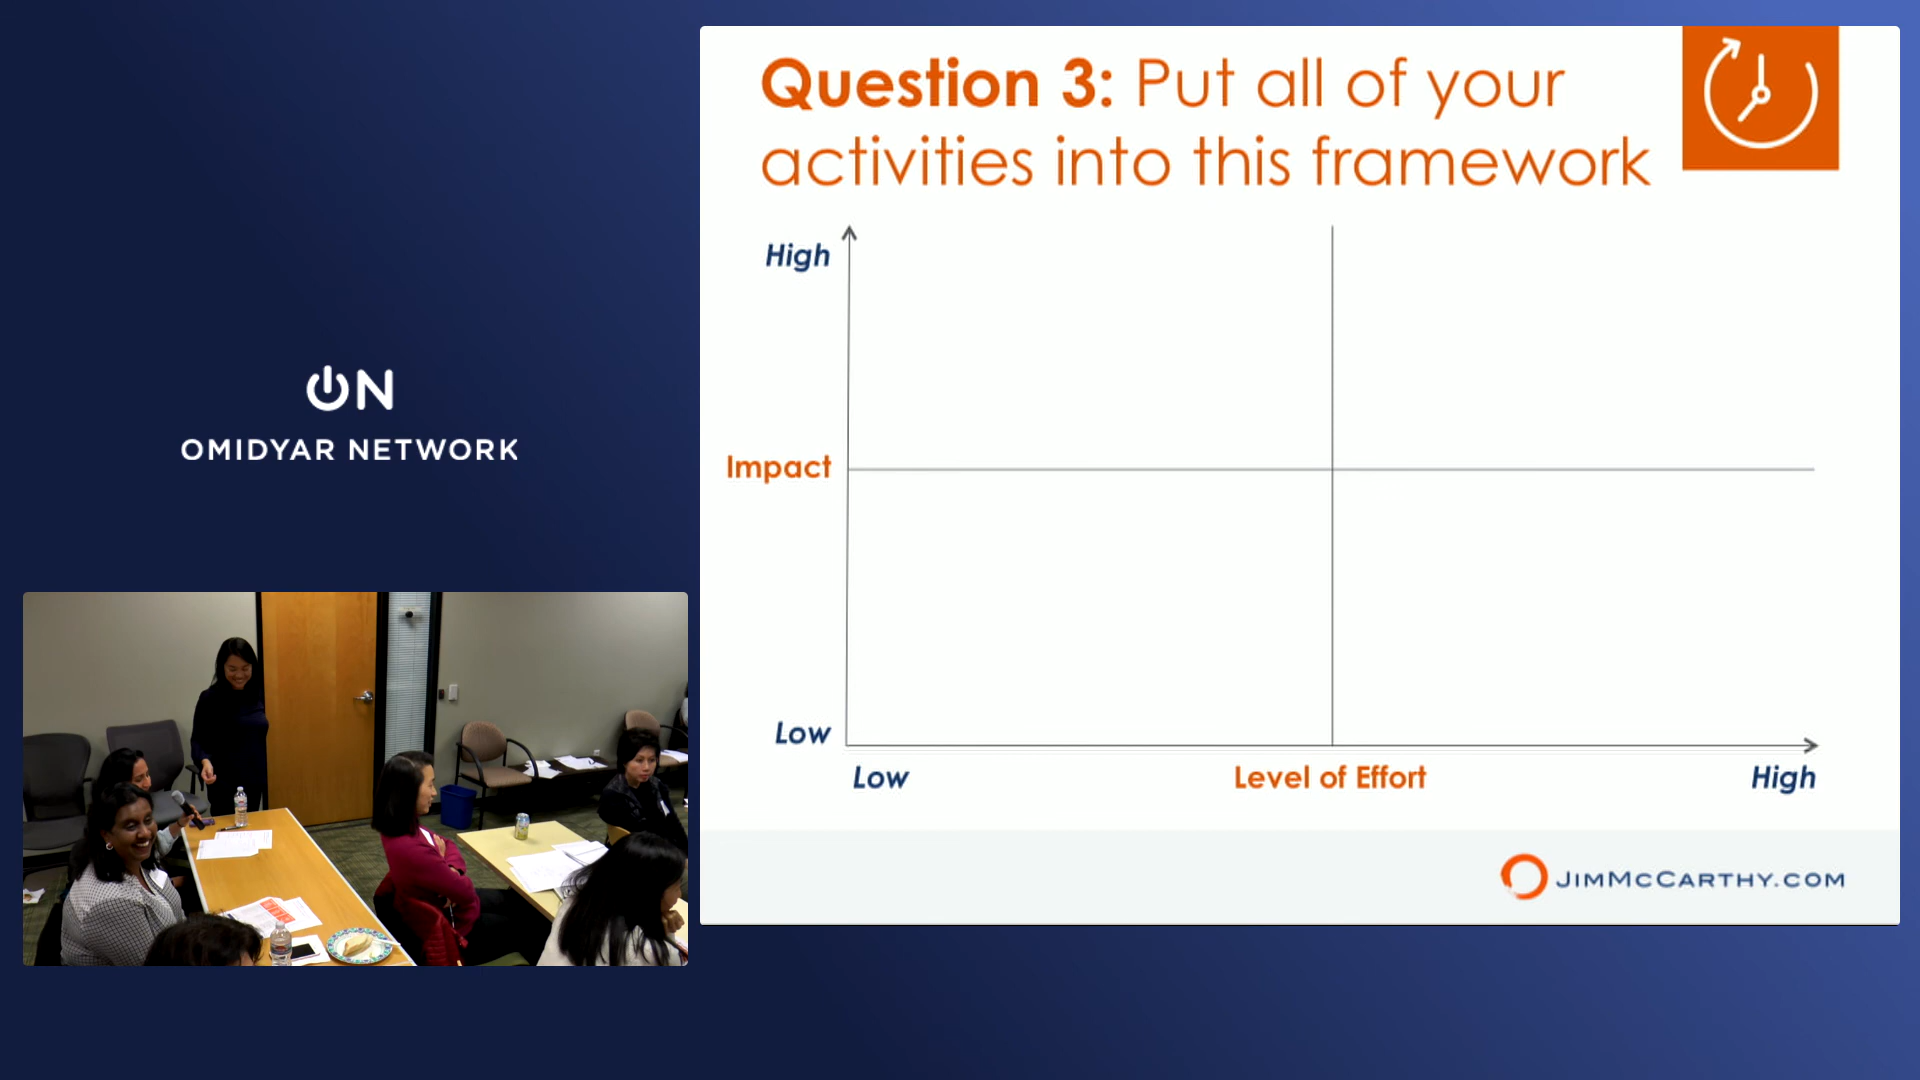 ON
OMIDYAR NETWORK
Question 3: Put all of your
activities into this framework
High
Impact
Low
Low
Level of Effort
High
JIMMCCARTHY.COM